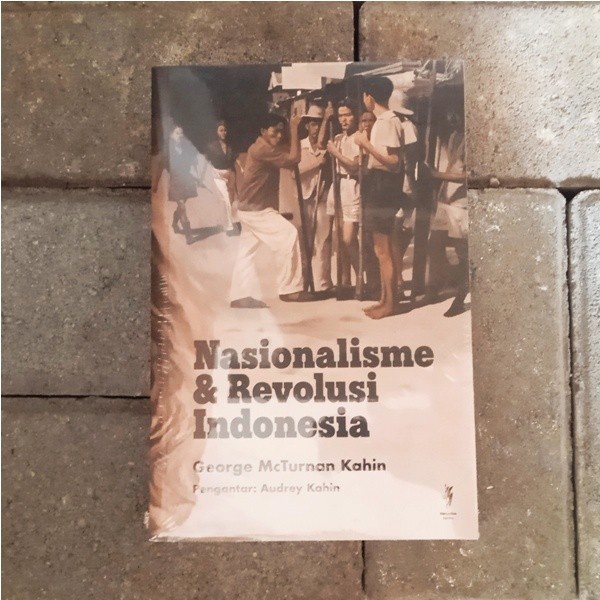 Nasionalisme
& Revolusi
Indonesia
George McTurnan Kahin
Pengantar: Audrey Kahin